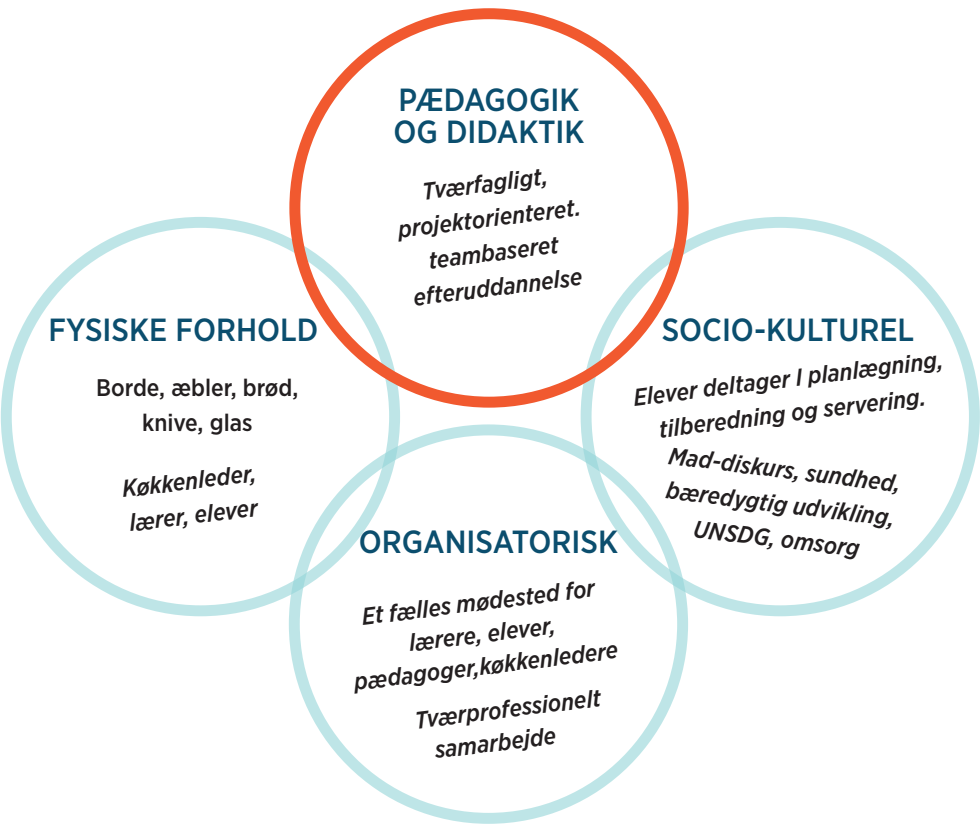 PÆDAGOGIK
OG DIDAKTIK
Tværfagligt,
projektorienteret.
teambaseret
efteruddannelse
FYSISKE FORHOLD
Borde, æbler, brød,
knive, glas
Køkkenleder,
lærer, elever
SOCIO-KULTUREL
Elever deltager I planlægning,
tilberedning og servering.
Mad-diskurs, sundhed,
bæredygtig udvikling,
UNSDG, omsorg
ORGANISATORISK
Et fælles mødested for
lærere, elever,
pædagoger,køkkenledere
Tværprofessionelt
samarbejde